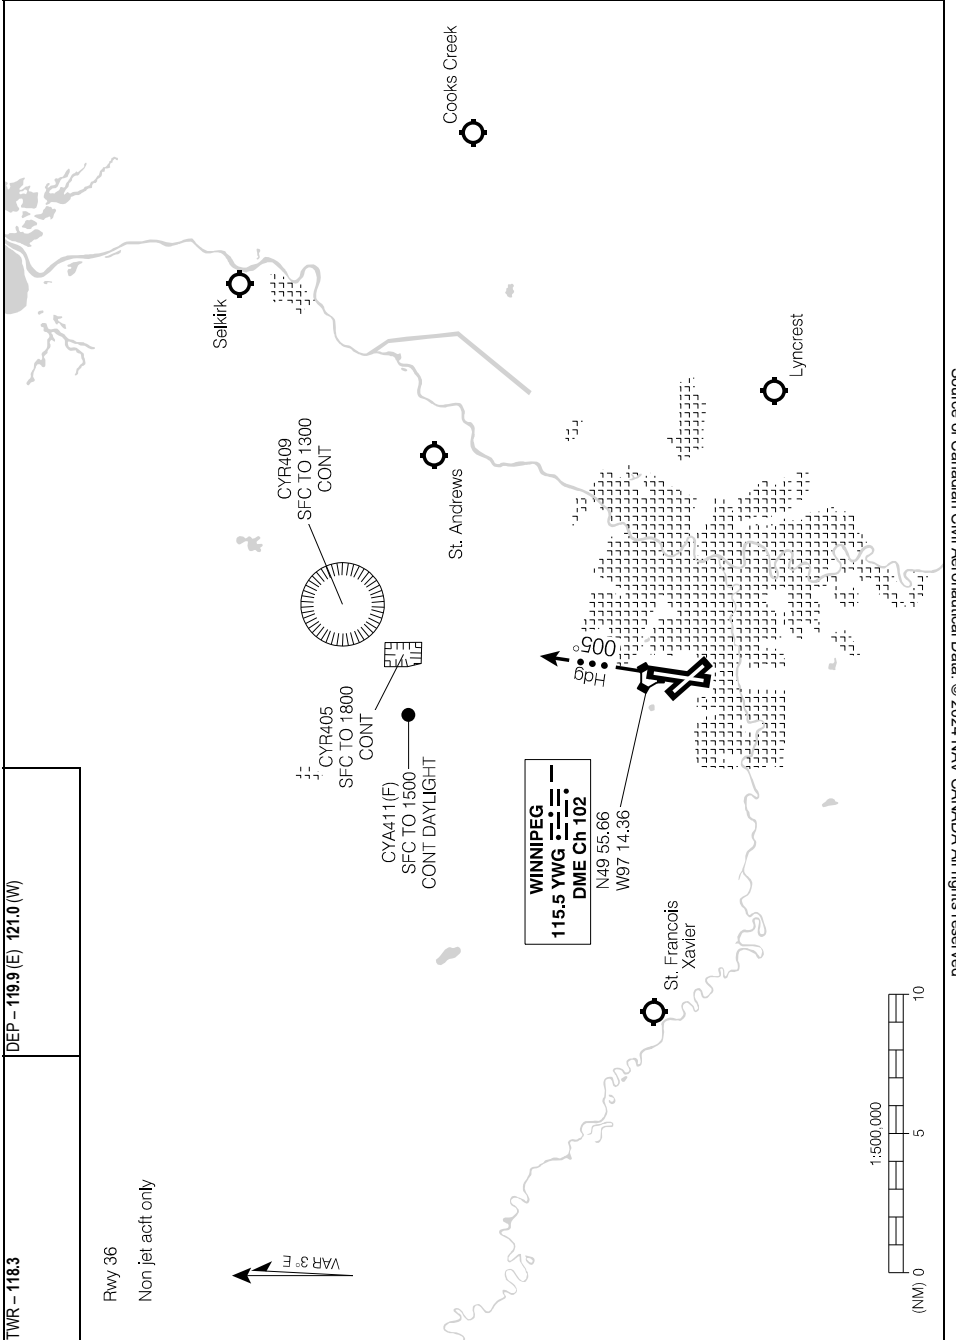 TWR – 118.3
DEP – 119.9 (E) 121.0 (W)
Rwy 36
Non jet acft only
VAR 3° E
Cooks Creek
Selkirk
CYR409
SFC TO 1300
CONT
St. Andrews
CYR405
SFC TO 1800
CONT
CYA411(F)
SFC TO 1500
CONT DAYLIGHT
Lyncrest
Hdg 005°
WINNIPEG
115.5 YWG
DME Ch 102
N49 55.66
W97 14.36
St. Francois
Xavier
1:500,000
(NM) 0 5 10
Source of Canadian Civil Aeronautical Data: © 2024 NAV CANADA All rights reserved